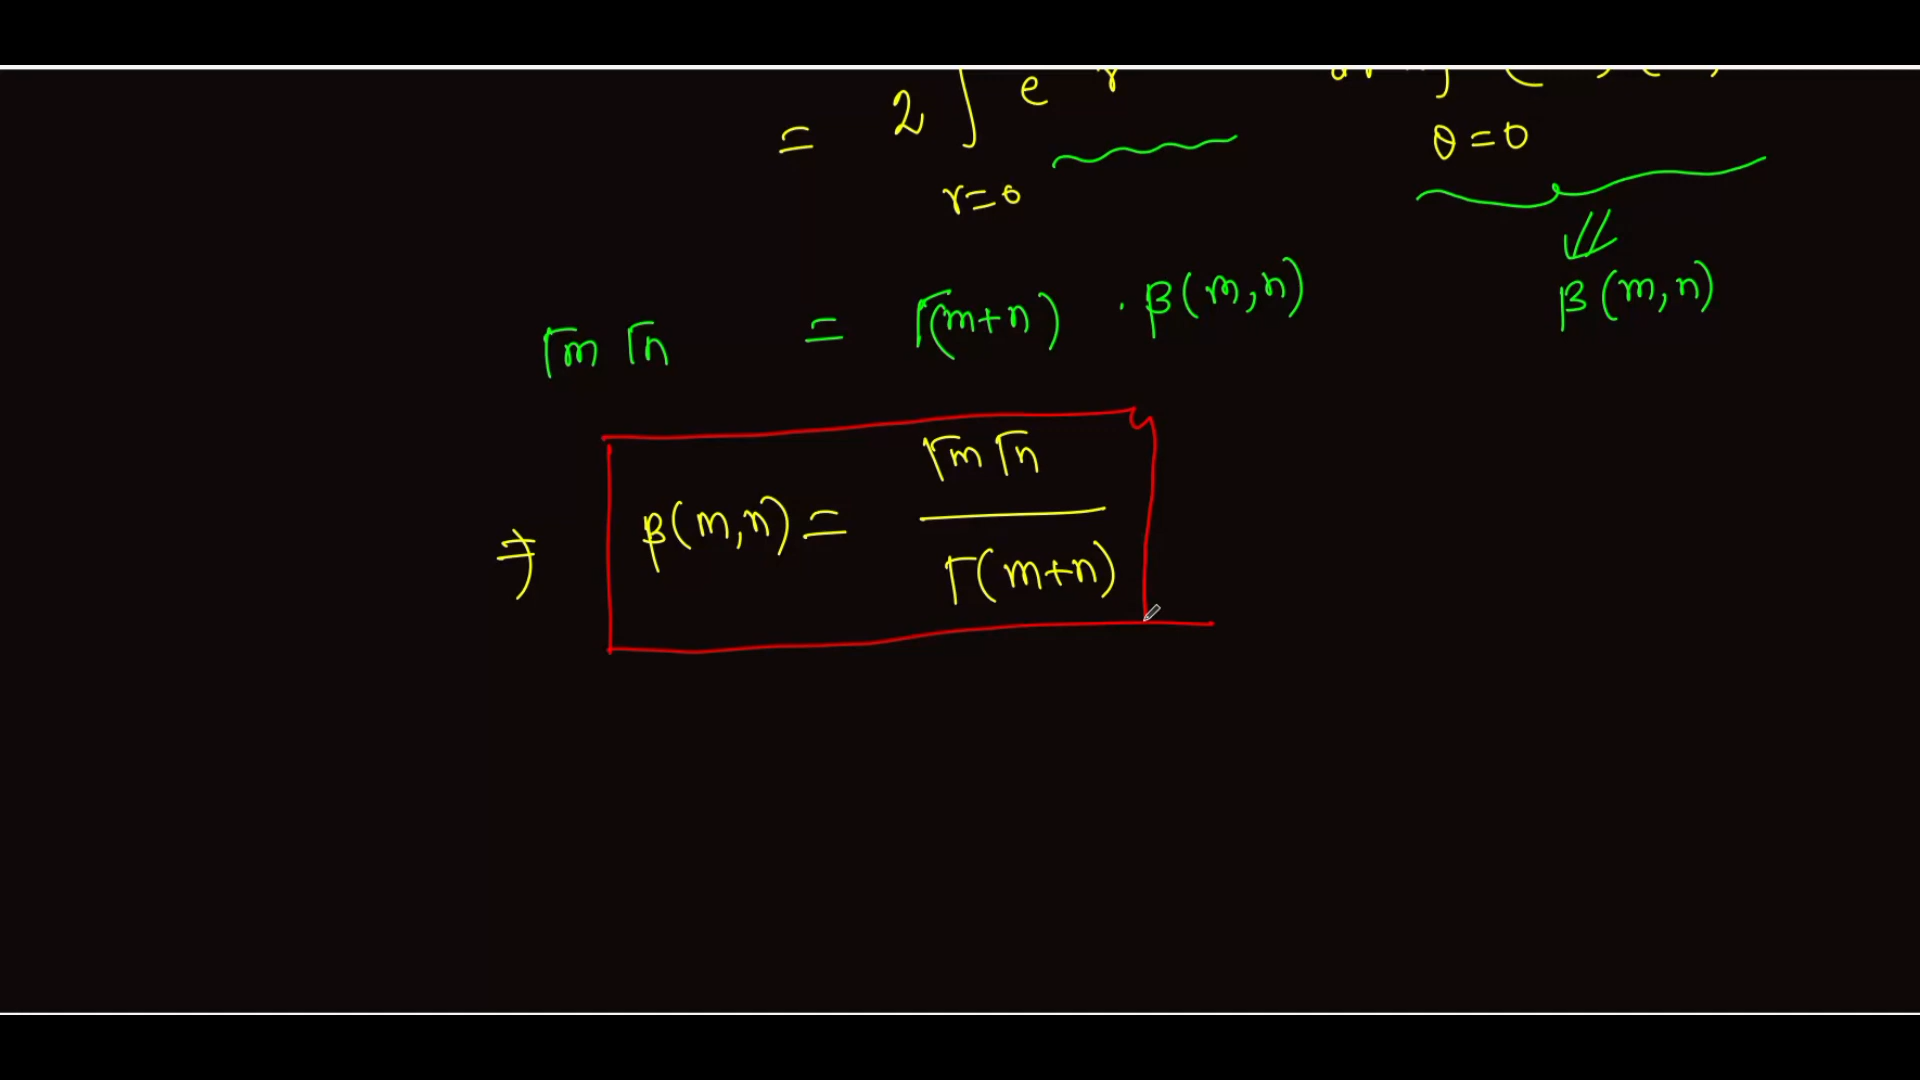 = 2 ∫ e r
r=0 θ=0
Γm Γn = Γ(m+n) · β(m,n) β(m,n)
Γm Γn
⇒ β(m,n) =
Γ(m+n)